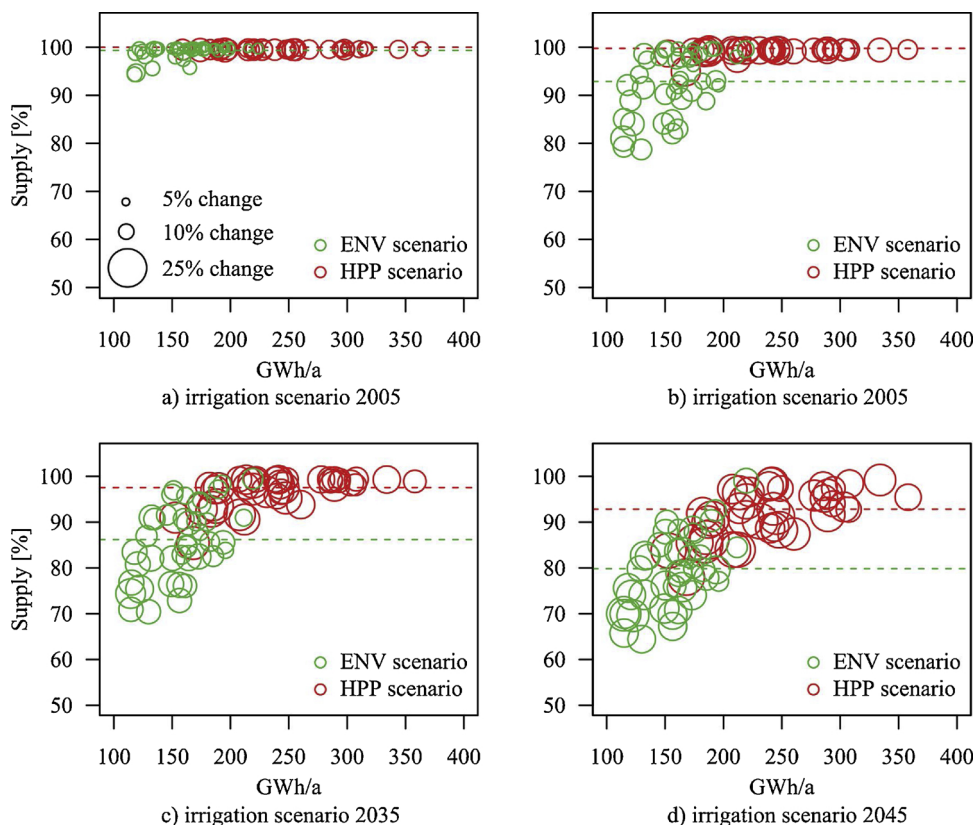 100
90
80
70
60
50
Supply [%]
5% change
10% change
25% change
ENV scenario
HPP scenario
100 150 200 250 300 350 400
GWh/a
a) irrigation scenario 2005
100
90
80
70
60
50
ENV scenario
HPP scenario
100 150 200 250 300 350 400
GWh/a
b) irrigation scenario 2005
100
90
80
70
60
50
Supply [%]
ENV scenario
HPP scenario
100 150 200 250 300 350 400
GWh/a
c) irrigation scenario 2035
100
90
80
70
60
50
ENV scenario
HPP scenario
100 150 200 250 300 350 400
GWh/a
d) irrigation scenario 2045